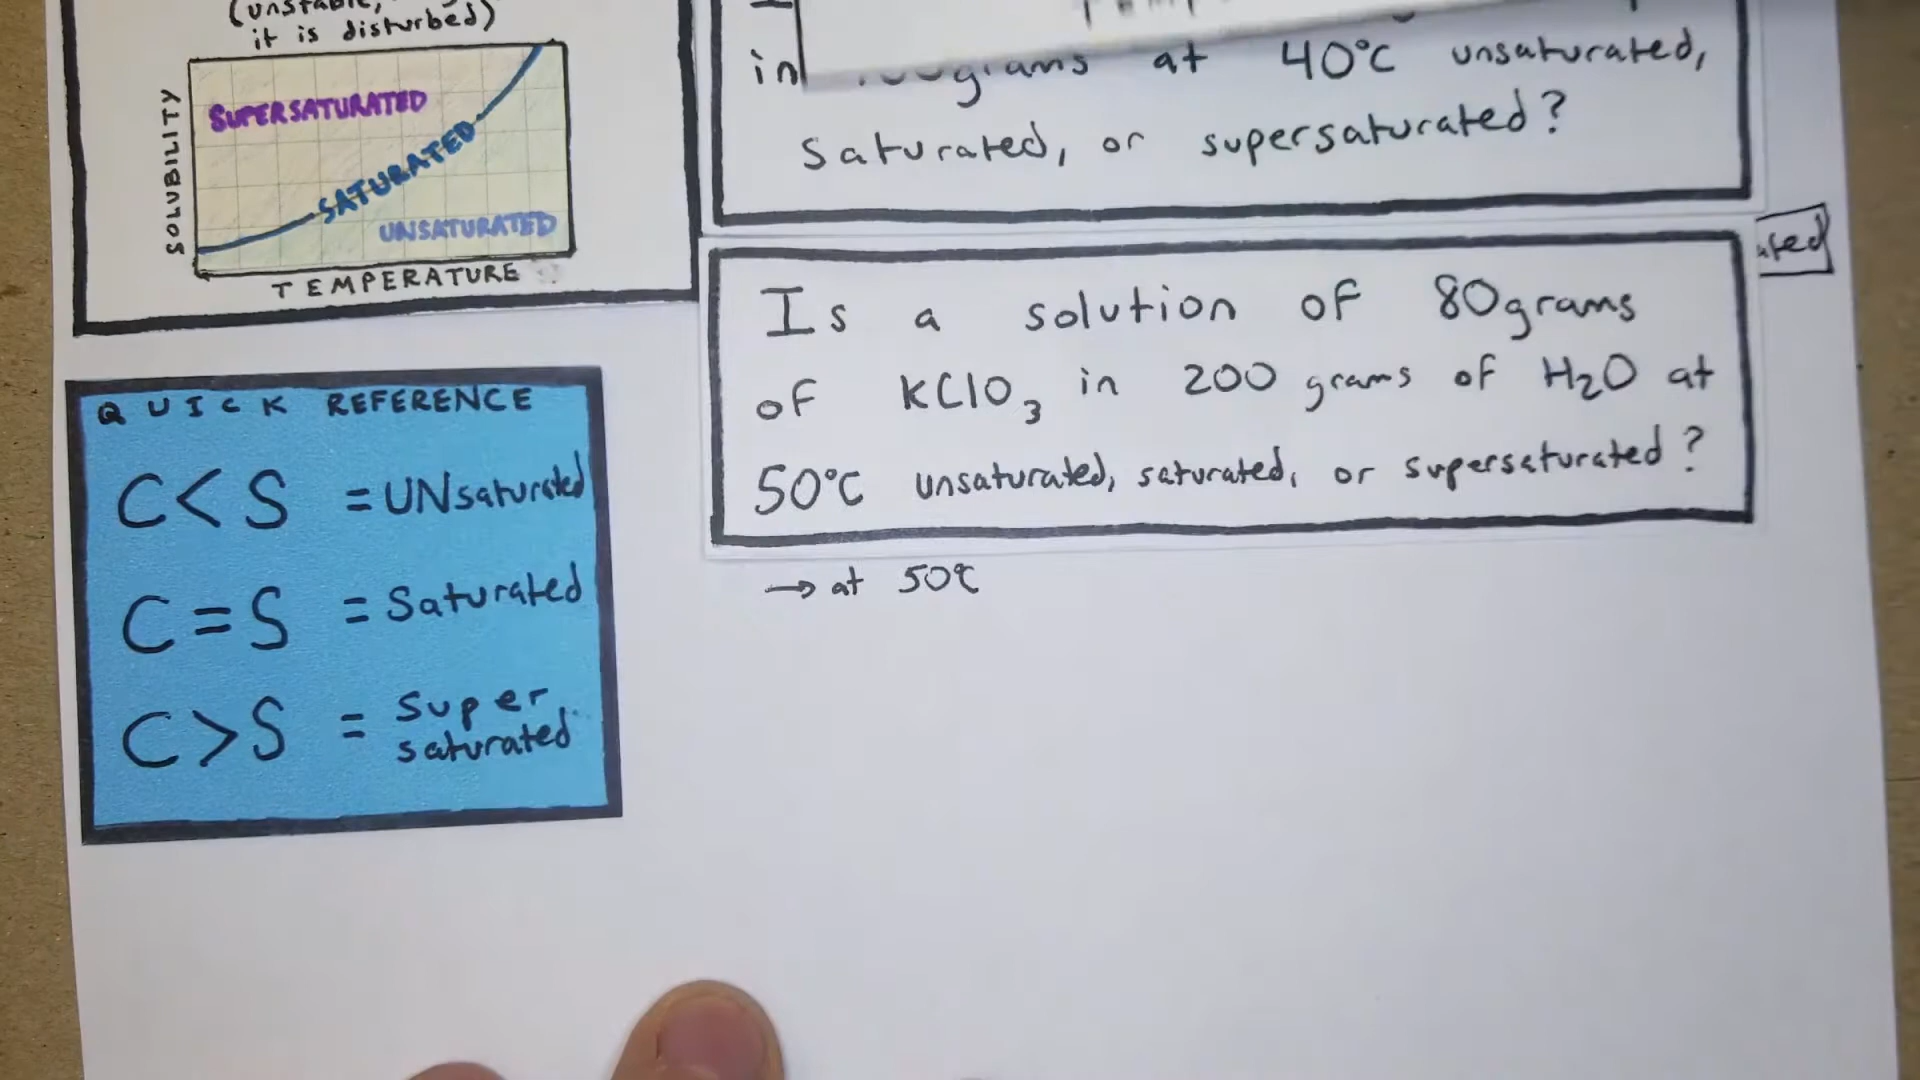 (unstable,
it is disturbed)
SOLUBILITY
SUPERSATURATED
SATURATED
UNSATURATED
TEMPERATURE
QUICK REFERENCE
C<S = UNsaturated
C=S = Saturated
C>S = Super
saturated
in grams at 40°C unsaturated,
saturated, or supersaturated?
Is a solution of 80grams
of KClO3 in 200 grams of H2O at
50°C unsaturated, saturated, or supersaturated?
→ at 50℃